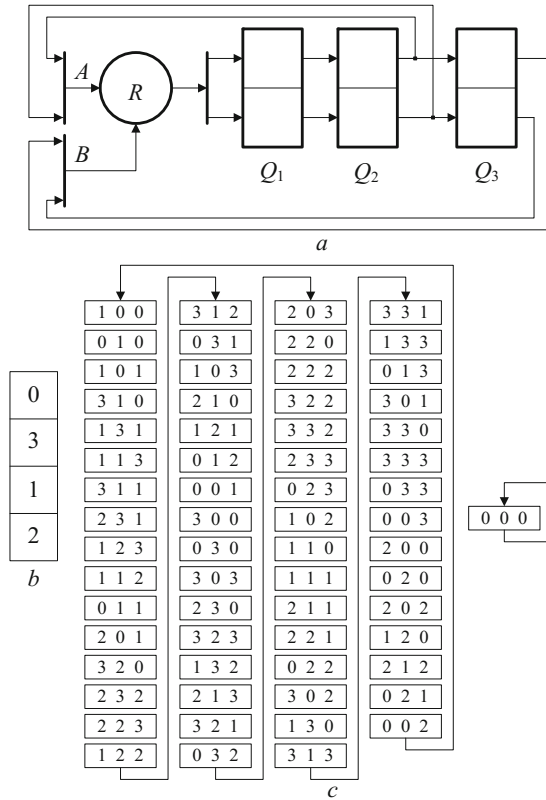 A
R
B
Q1
Q2
Q3
a
1 0 0
0 1 0
1 0 1
3 1 0
1 3 1
1 1 3
3 1 1
2 3 1
1 2 3
1 1 2
0 1 1
2 0 1
3 2 0
2 3 2
2 2 3
1 2 2
3 1 2
0 3 1
1 0 3
2 1 0
1 2 1
0 1 2
0 0 1
3 0 0
0 3 0
3 0 3
2 3 0
3 2 3
1 3 2
2 1 3
3 2 1
0 3 2
2 0 3
2 2 0
2 2 2
3 2 2
3 3 2
2 3 3
0 2 3
1 0 2
1 1 0
1 1 1
2 1 1
2 2 1
0 2 2
3 0 2
1 3 0
3 1 3
3 3 1
1 3 3
0 1 3
3 0 1
3 3 0
3 3 3
0 3 3
0 0 3
2 0 0
0 2 0
2 0 2
1 2 0
2 1 2
0 2 1
0 0 2
0 0 0
0
3
1
2
b
c